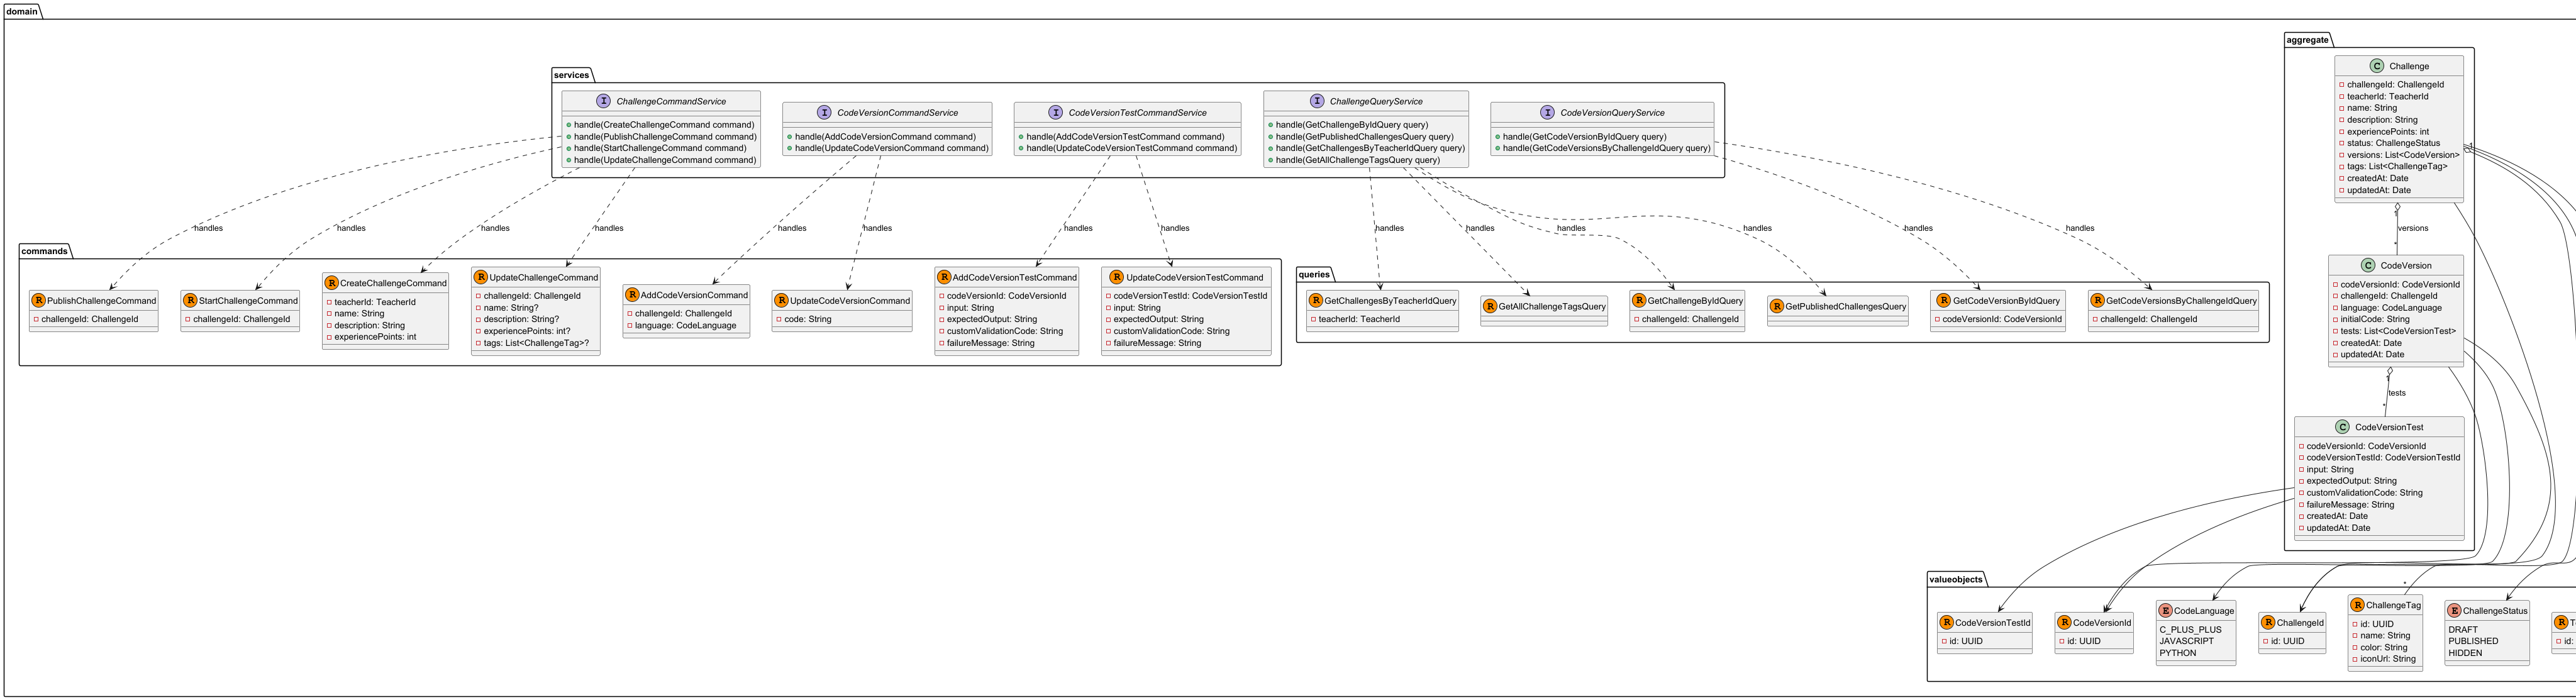 domain
aggregate
C Challenge
challengeId: ChallengeId
teacherId: TeacherId
name: String
description: String
experiencePoints: int
status: ChallengeStatus
versions: List<CodeVersion>
tags: List<ChallengeTag>
createdAt: Date
updatedAt: Date
services
I ChallengeCommandService
handle(CreateChallengeCommand command)
handle(PublishChallengeCommand command)
handle(StartChallengeCommand command)
handle(UpdateChallengeCommand command)
I CodeVersionCommandService
handle(AddCodeVersionCommand command)
handle(UpdateCodeVersionCommand command)
I CodeVersionTestCommandService
handle(AddCodeVersionTestCommand command)
handle(UpdateCodeVersionTestCommand command)
I ChallengeQueryService
handle(GetChallengeByIdQuery query)
handle(GetPublishedChallengesQuery query)
handle(GetChallengesByTeacherIdQuery query)
handle(GetAllChallengeTagsQuery query)
I CodeVersionQueryService
handle(GetCodeVersionByIdQuery query)
handle(GetCodeVersionsByChallengeIdQuery query)
1
1
versions
*
handles
handles
handles
handles
handles
handles
handles
handles
handles
handles
handles
handles
handles
handles
commands
R PublishChallengeCommand
challengeId: ChallengeId
R StartChallengeCommand
challengeId: ChallengeId
R CreateChallengeCommand
teacherId: TeacherId
name: String
description: String
experiencePoints: int
R UpdateChallengeCommand
challengeId: ChallengeId
name: String?
description: String?
experiencePoints: int?
tags: List<ChallengeTag>?
R AddCodeVersionCommand
challengeId: ChallengeId
language: CodeLanguage
R UpdateCodeVersionCommand
code: String
R AddCodeVersionTestCommand
codeVersionId: CodeVersionId
input: String
expectedOutput: String
customValidationCode: String
failureMessage: String
R UpdateCodeVersionTestCommand
codeVersionTestId: CodeVersionTestId
input: String
expectedOutput: String
customValidationCode: String
failureMessage: String
queries
R GetChallengesByTeacherIdQuery
teacherId: TeacherId
R GetAllChallengeTagsQuery
R GetChallengeByIdQuery
challengeId: ChallengeId
R GetPublishedChallengesQuery
R GetCodeVersionByIdQuery
codeVersionId: CodeVersionId
R GetCodeVersionsByChallengeIdQuery
challengeId: ChallengeId
C CodeVersion
codeVersionId: CodeVersionId
challengeId: ChallengeId
language: CodeLanguage
initialCode: String
tests: List<CodeVersionTest>
createdAt: Date
updatedAt: Date
1
tests
*
C CodeVersionTest
codeVersionId: CodeVersionId
codeVersionTestId: CodeVersionTestId
input: String
expectedOutput: String
customValidationCode: String
failureMessage: String
createdAt: Date
updatedAt: Date
valueobjects
*
R CodeVersionTestId
id: UUID
R CodeVersionId
id: UUID
E CodeLanguage
C_PLUS_PLUS
JAVASCRIPT
PYTHON
R ChallengeId
id: UUID
R ChallengeTag
id: UUID
name: String
color: String
iconUrl: String
E ChallengeStatus
DRAFT
PUBLISHED
HIDDEN
R
id: